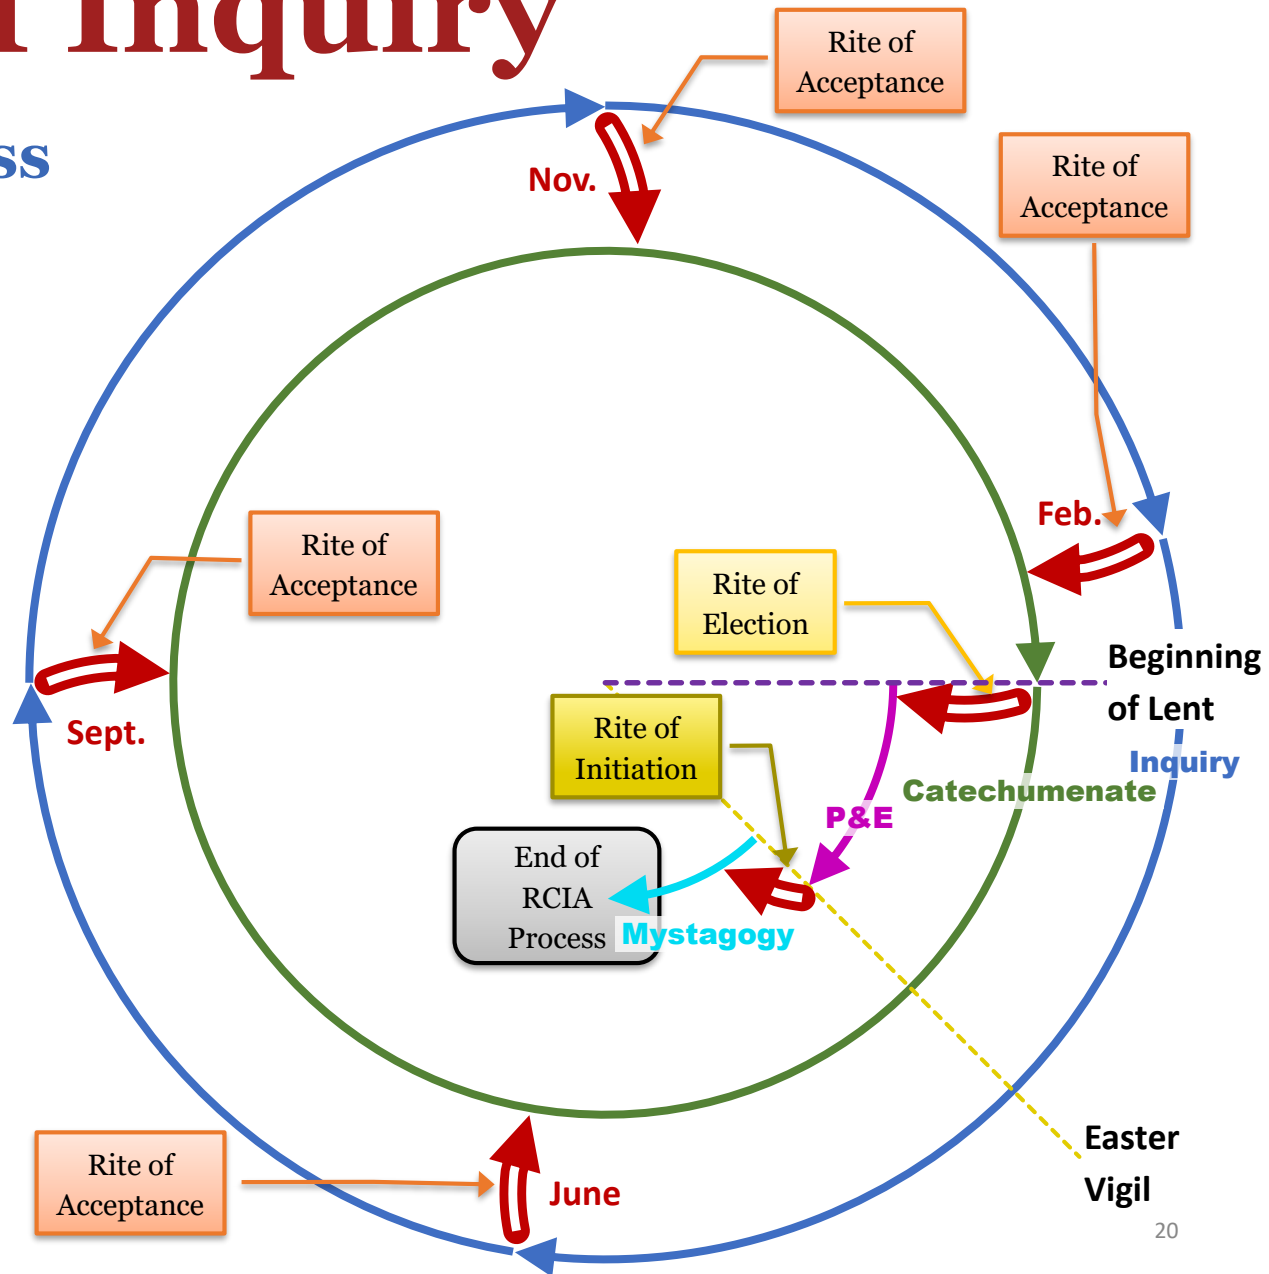 Inquiry
ss
Rite of
Acceptance
Nov.
Rite of
Acceptance
Feb.
Rite of
Acceptance
Sept.
Rite of
Election
Beginning
of Lent
Rite of
Initiation
Inquiry
Catechumenate
P&E
End of
RCIA
Process
Mystagogy
Easter
Vigil
Rite of
Acceptance
June
20